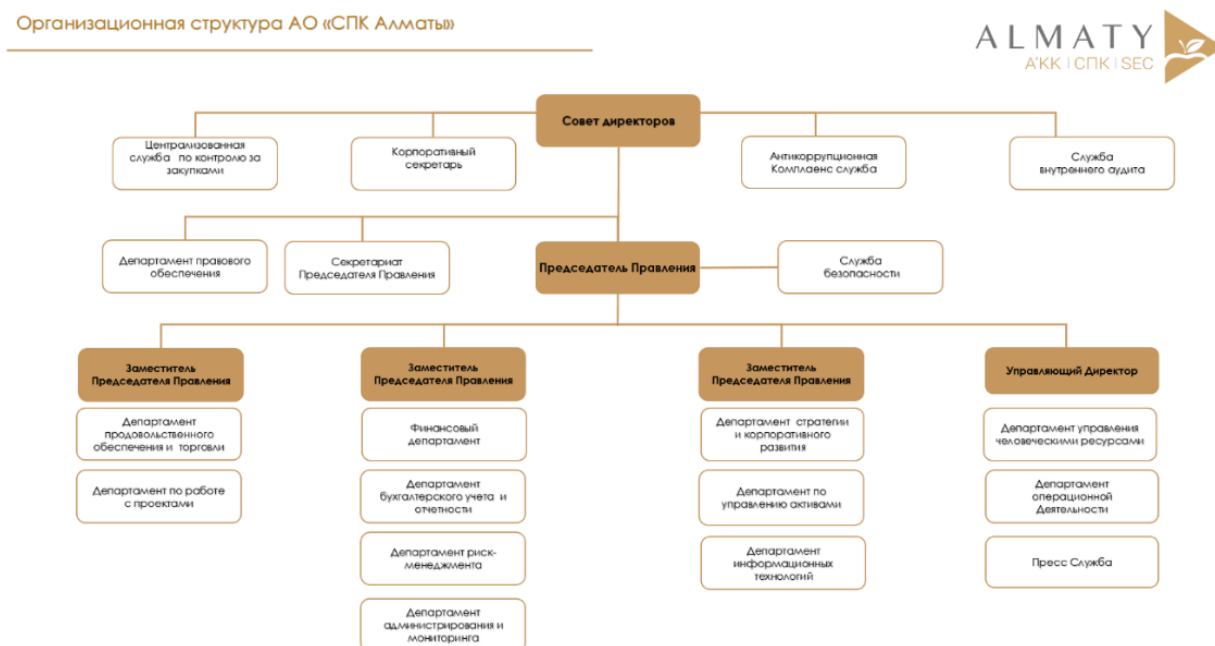 Организационная структура АО «СПК Алматы»
ALMATY
А'ҚК | СПК | SEC
Совет директоров
Централизованная
служба по контролю за
закупками
Корпоративный
секретарь
Антикоррупционная
Комплаенс служба
Служба
внутреннего аудита
Департамент правового
обеспечения
Секретариат
Председателя Правления
Председатель Правления
Служба
безопасности
Заместитель
Председателя Правления
Заместитель
Председателя Правления
Заместитель
Председателя Правления
Управляющий Директор
Департамент
продовольственного
обеспечения и торговли
Финансовый
департамент
Департамент стратегии
и корпоративного
развития
Департамент управления
человеческими ресурсами
Департамент по работе
с проектами
Департамент
бухгалтерского учета и
отчетности
Департамент по
управлению активами
Департамент
операционной
Деятельности
Департамент риск-
менеджмента
Департамент
информационных
технологий
Пресс Служба
Департамент
администрирования и
мониторинга